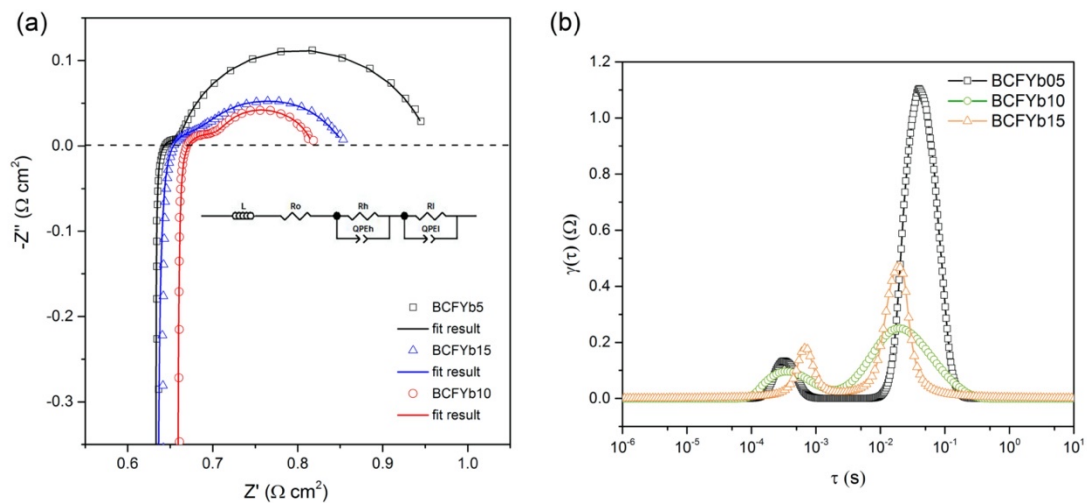 (a)
0.1
0.0
-0.1
-0.2
-0.3
-Z" (Ω cm²)
0.6 0.7 0.8 0.9 1.0
Z' (Ω cm²)
L Ro Rh Rl
QPEh QPEl
BCFYb5
fit result
BCFYb15
fit result
BCFYb10
fit result
(b)
1.2
1.0
0.8
0.6
0.4
0.2
0.0
γ(τ) (Ω)
BCFYb05
BCFYb10
BCFYb15
10⁻⁶ 10⁻⁵ 10⁻⁴ 10⁻³ 10⁻² 10⁻¹ 10⁰ 10¹
τ (s)